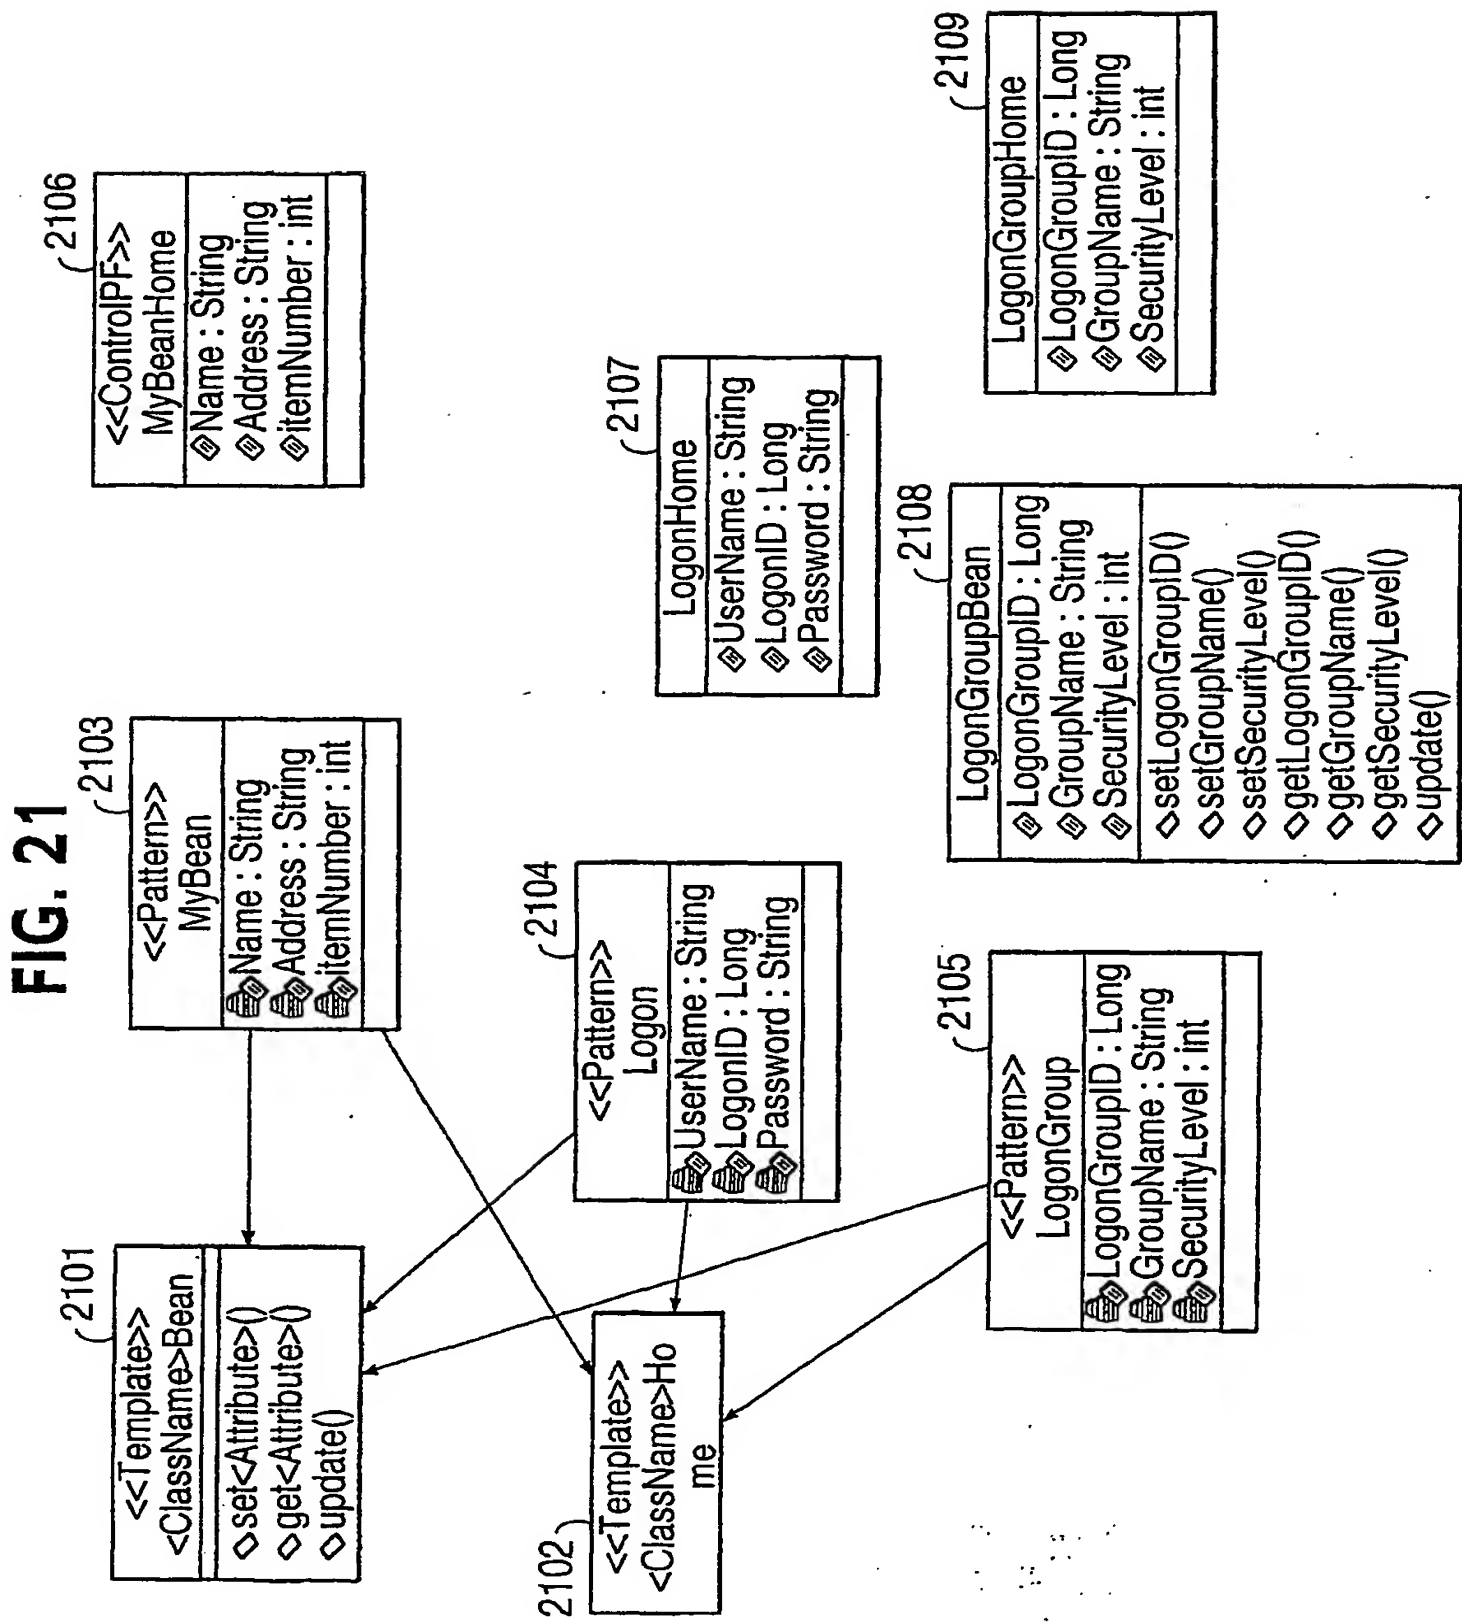 FIG. 21
2101
<<Template>>
<ClassName>Bean
set<Attribute>()
get<Attribute>()
update()
2103
<<Pattern>>
MyBean
Name : String
Address : String
itemNumber : int
2106
<<ControlPF>>
MyBeanHome
Name : String
Address : String
itemNumber : int
2102
<<Template>>
<ClassName>Ho
me
2104
<<Pattern>>
Logon
UserName : String
LogonID : Long
Password : String
2107
LogonHome
UserName : String
LogonID : Long
Password : String
2105
<<Pattern>>
LogonGroup
LogonGroupID : Long
GroupName : String
SecurityLevel : int
2108
LogonGroupBean
LogonGroupID : Long
GroupName : String
SecurityLevel : int
setLogonGroupID()
setGroupName()
setSecurityLevel()
getLogonGroupID()
getGroupName()
getSecurityLevel()
update()
2109
LogonGroupHome
LogonGroupID : Long
GroupName : String
SecurityLevel : int